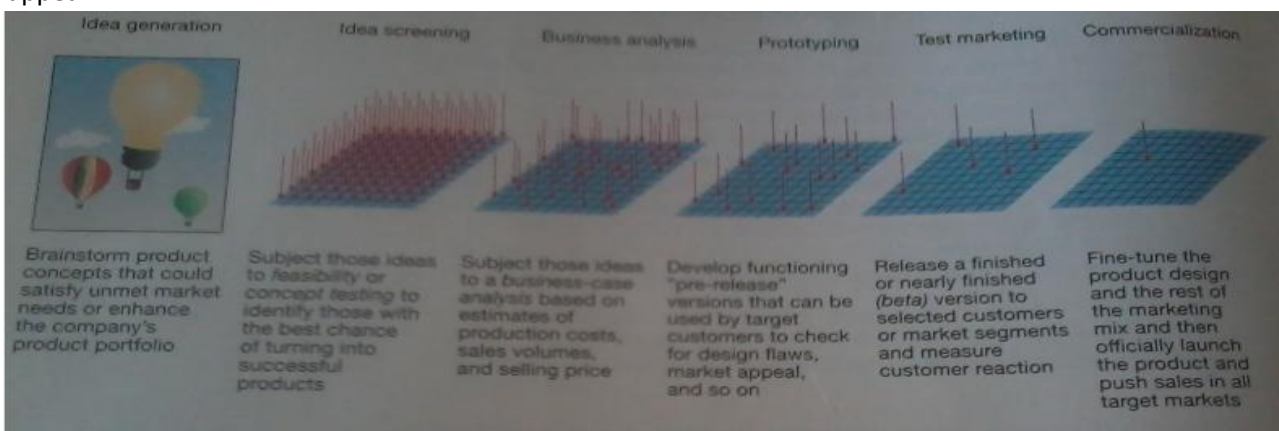 Idea generation
Idea screening
Business analysis
Prototyping
Test marketing
Commercialization
Brainstorm product
concepts that could
satisfy unmet market
needs or enhance
the company's
product portfolio
Subject those ideas
to feasibility or
concept testing to
identify those with
the best chance
of turning into
successful
products
Subject those ideas
to a business-case
analysis based on
estimates of
production costs,
sales volumes,
and selling price
Develop functioning
"pre-release"
versions that can be
used by target
customers to check
for design flaws,
market appeal,
and so on
Release a finished
or nearly finished
(beta) version to
selected customers
or market segments
and measure
customer reaction
Fine-tune the
product design
and the rest of
the marketing
mix and then
officially launch
the product and
push sales in all
target markets